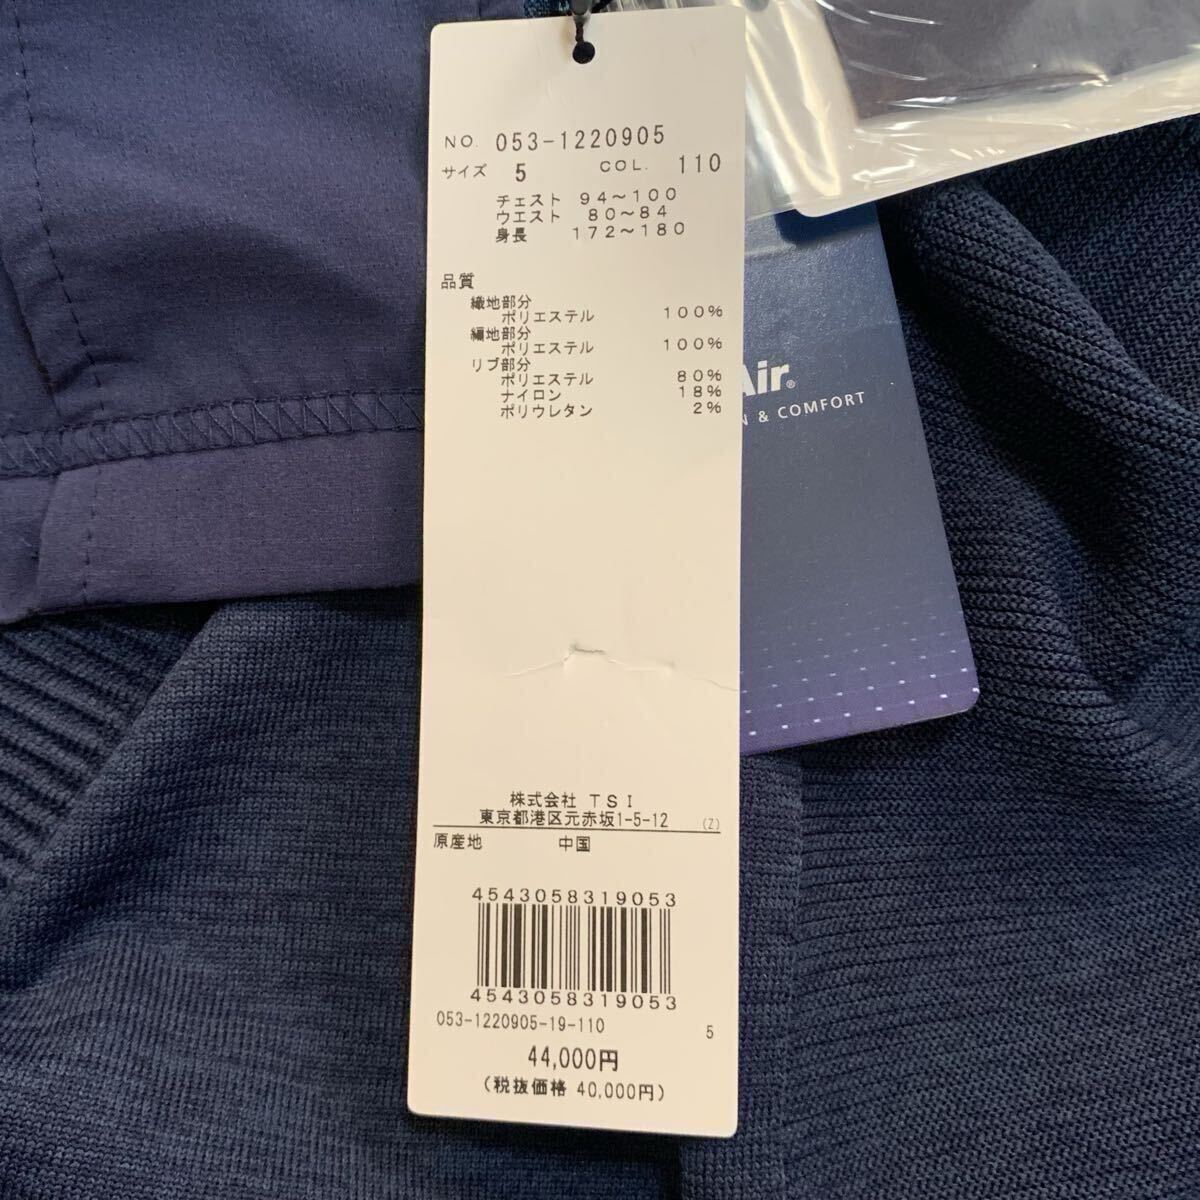 NO. 053-1220905
サイズ 5 COL. 110
チェスト 94〜100
ウエスト 80〜84
身長 172〜180
品質
織地部分
ポリエステル 100%
編地部分
ポリエステル 100%
リブ部分
ポリエステル 80%
ナイロン 18%
ポリウレタン 2%
Air®
& COMFORT
株式会社 TSI
東京都港区元赤坂1-5-12 (Z)
原産地 中国
4543058319053
4543058319053
053-1220905-19-110 5
44,000円
(税抜価格 40,000円)